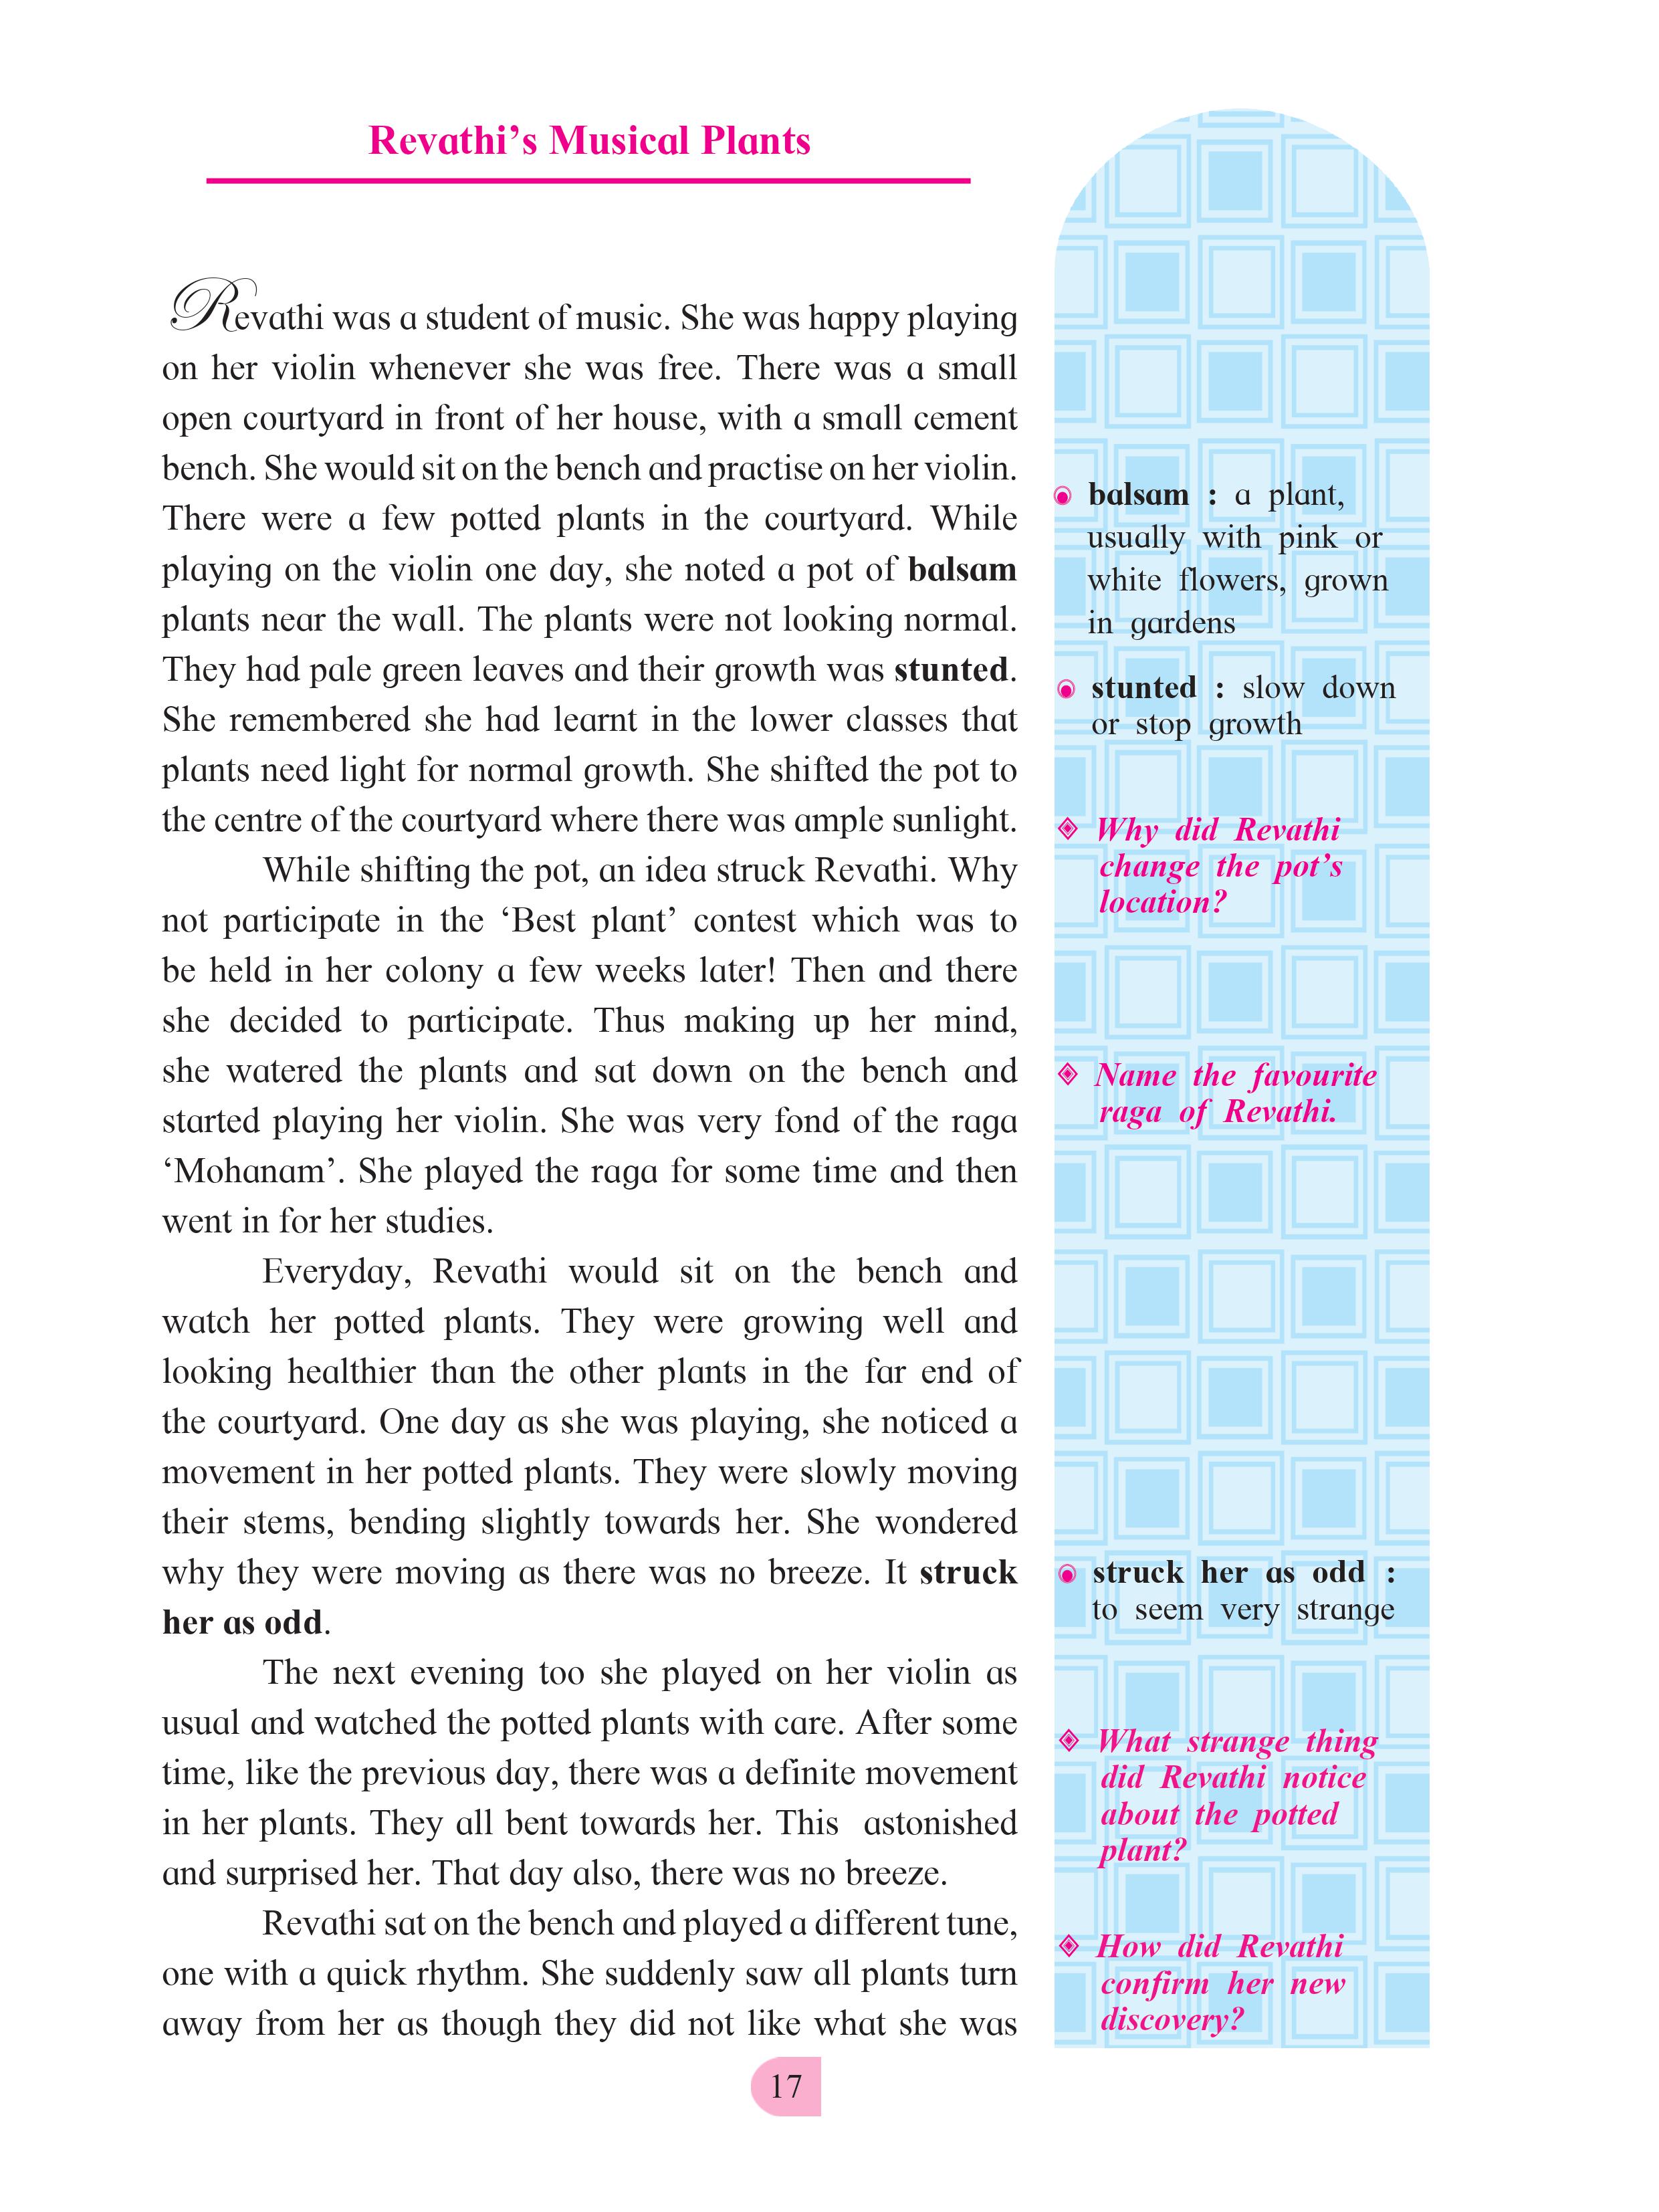 Revathi’s Musical Plants
Revathi was a student of music. She was happy playing
on her violin whenever she was free. There was a small
open courtyard in front of her house, with a small cement
bench. She would sit on the bench and practise on her violin.
There were a few potted plants in the courtyard. While
playing on the violin one day, she noted a pot of balsam
plants near the wall. The plants were not looking normal.
They had pale green leaves and their growth was stunted.
She remembered she had learnt in the lower classes that
plants need light for normal growth. She shifted the pot to
the centre of the courtyard where there was ample sunlight.
While shifting the pot, an idea struck Revathi. Why
not participate in the ‘Best plant’ contest which was to
be held in her colony a few weeks later! Then and there
she decided to participate. Thus making up her mind,
she watered the plants and sat down on the bench and
started playing her violin. She was very fond of the raga
‘Mohanam’. She played the raga for some time and then
went in for her studies.
Everyday, Revathi would sit on the bench and
watch her potted plants. They were growing well and
looking healthier than the other plants in the far end of
the courtyard. One day as she was playing, she noticed a
movement in her potted plants. They were slowly moving
their stems, bending slightly towards her. She wondered
why they were moving as there was no breeze. It struck
her as odd.
The next evening too she played on her violin as
usual and watched the potted plants with care. After some
time, like the previous day, there was a definite movement
in her plants. They all bent towards her. This astonished
and surprised her. That day also, there was no breeze.
Revathi sat on the bench and played a different tune,
one with a quick rhythm. She suddenly saw all plants turn
away from her as though they did not like what she was
balsam : a plant,
usually with pink or
white flowers, grown
in gardens
stunted : slow down
or stop growth
Why did Revathi
change the pot’s
location?
Name the favourite
raga of Revathi.
struck her as odd :
to seem very strange
What strange thing
did Revathi notice
about the potted
plant?
How did Revathi
confirm her new
discovery?
17